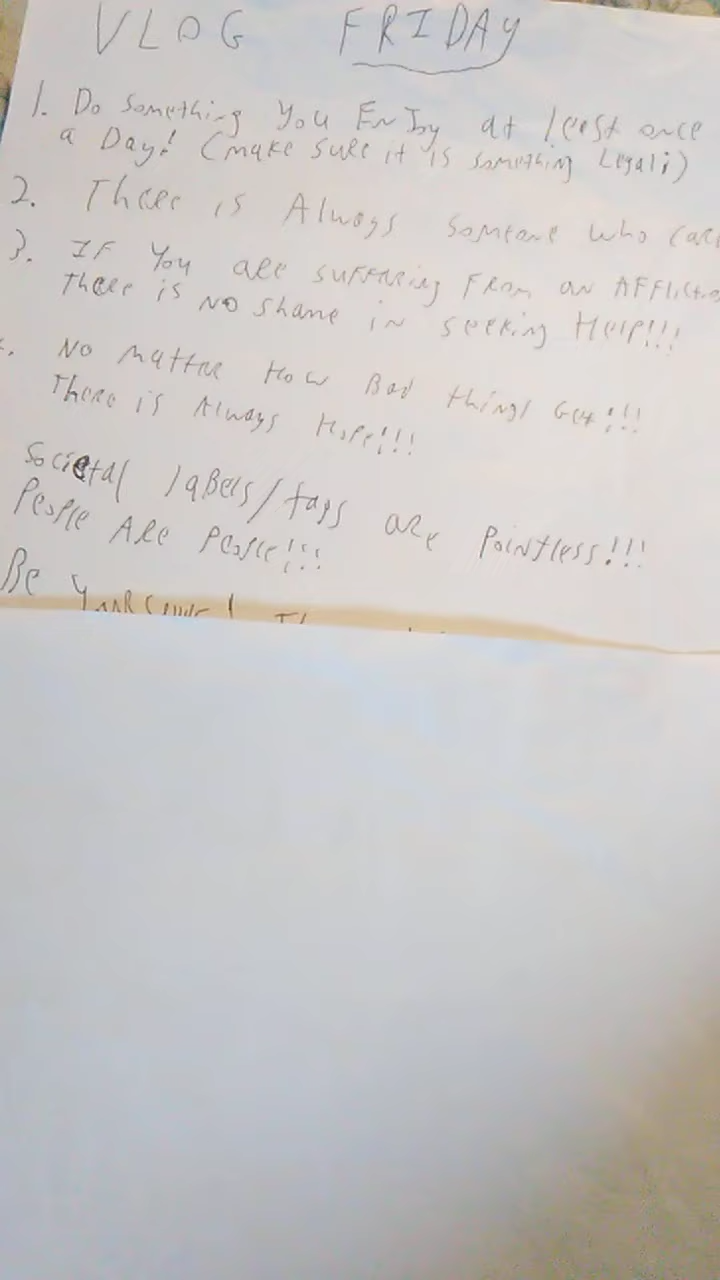 VLOG FRIDAY
1. Do Something You Enjoy at least once
a Day! (make sure it is something Legal!)
2. There is Always someone who
3. IF You are suffering From an
There is NO shame in seeking Help!!!
No matter How Bad things Get!!!
There is Always Hope!!!
Societal labels/tags are Pointless!!!
People Are People!!!
Be